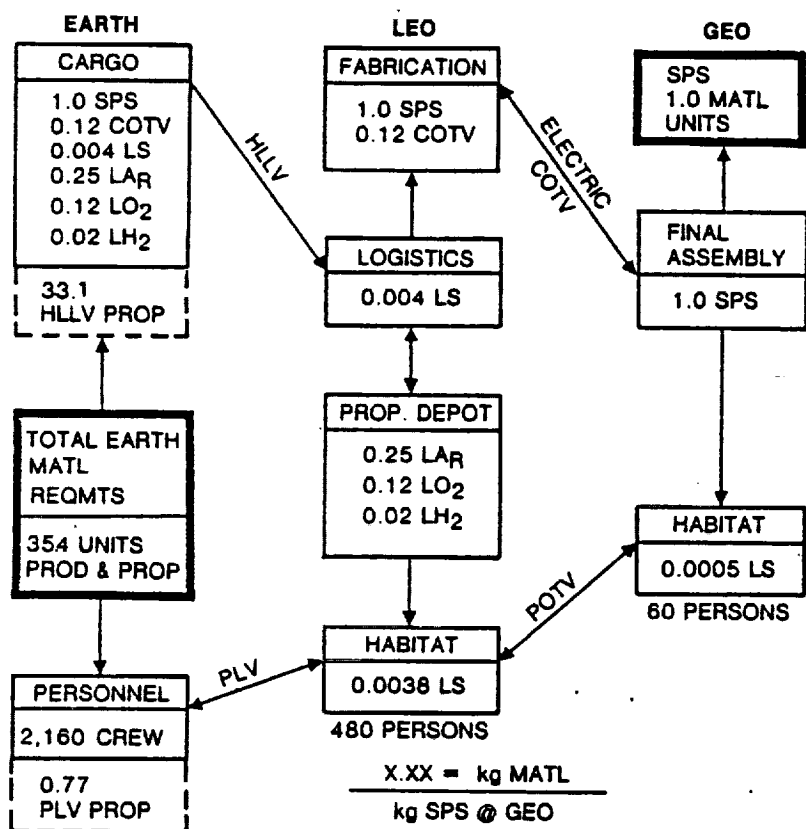 EARTH
CARGO
1.0 SPS
0.12 COTV
0.004 LS
0.25 LAR
0.12 LO2
0.02 LH2
33.1
HLLV PROP
TOTAL EARTH
MATL
REQMTS
35.4 UNITS
PROD & PROP
PERSONNEL
2,160 CREW
0.77
PLV PROP
HLLV
PLV
LEO
FABRICATION
1.0 SPS
0.12 COTV
LOGISTICS
0.004 LS
PROP. DEPOT
0.25 LAR
0.12 LO2
0.02 LH2
HABITAT
0.0038 LS
480 PERSONS
ELECTRIC
COTV
POTV
GEO
SPS
1.0 MATL
UNITS
FINAL
ASSEMBLY
1.0 SPS
HABITAT
0.0005 LS
60 PERSONS
X.XX = kg MATL
kg SPS @ GEO